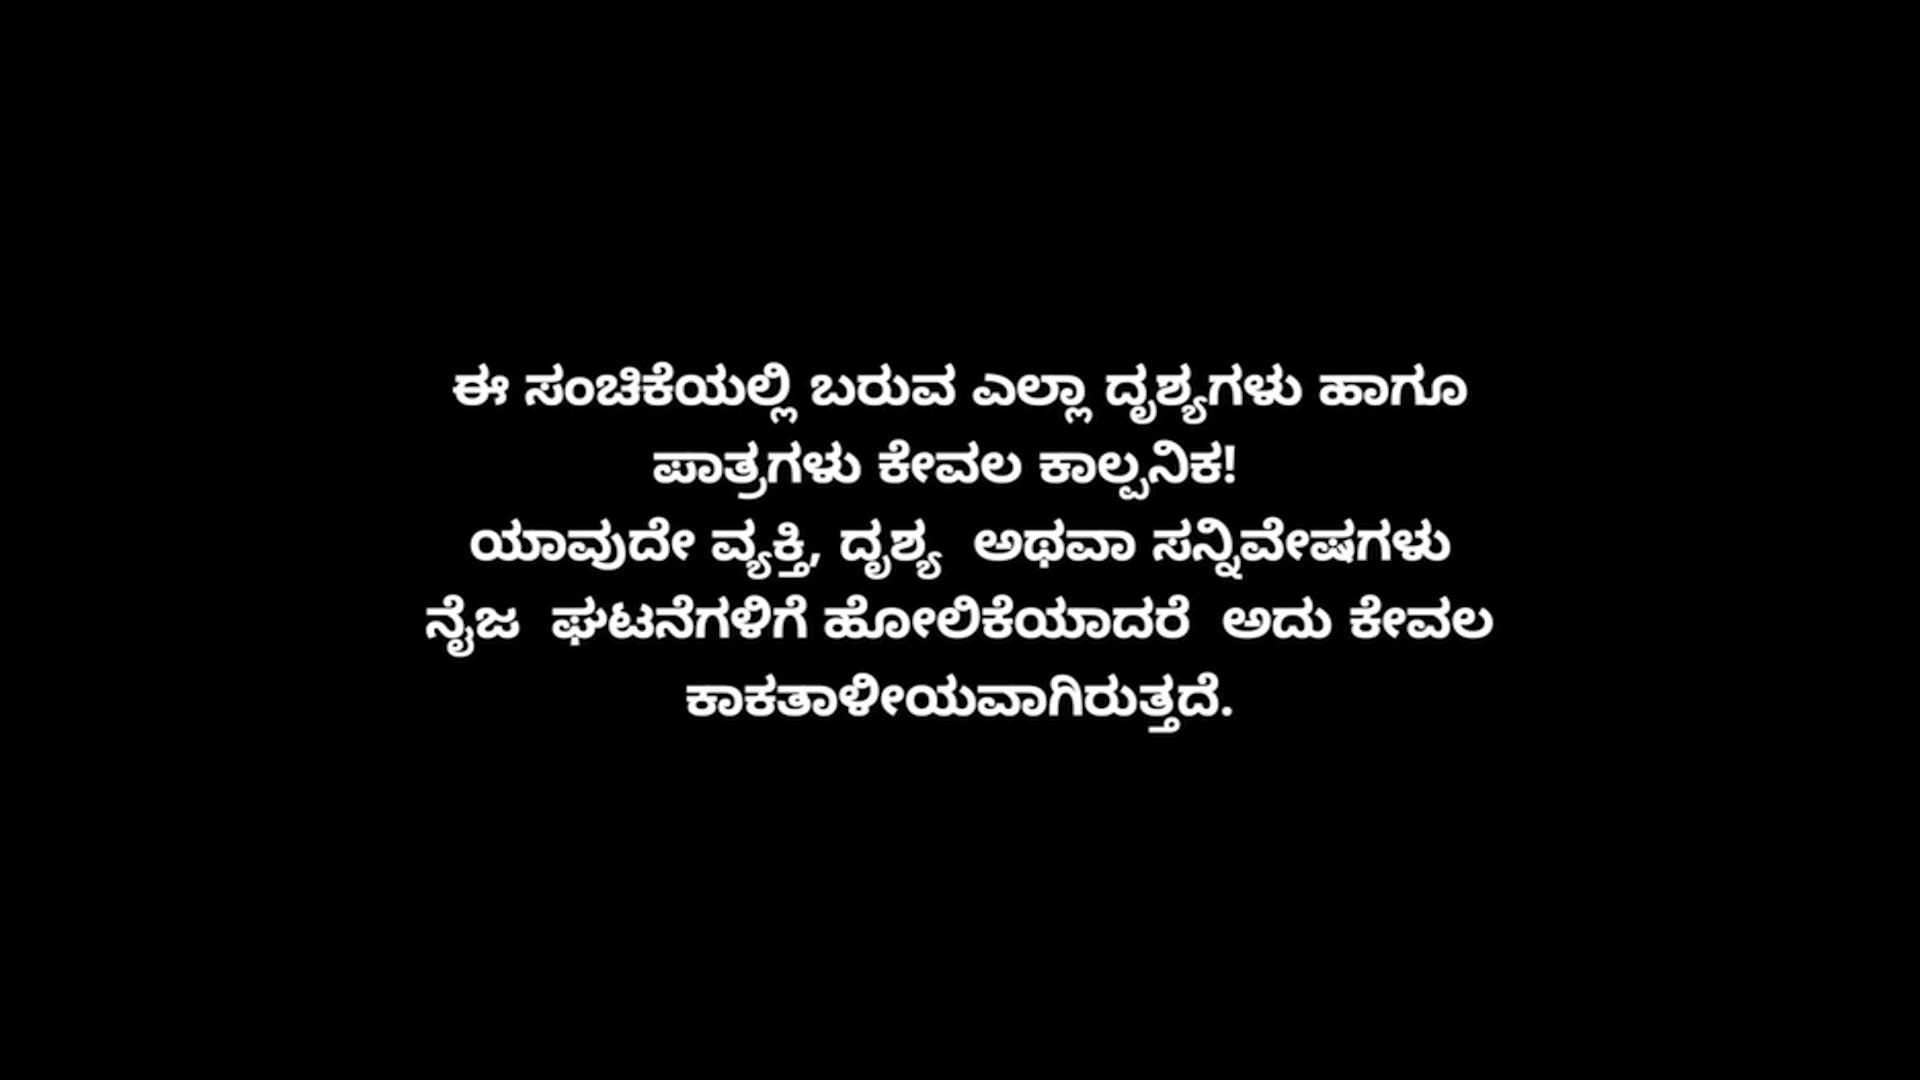 ಈ ಸಂಚಿಕೆಯಲ್ಲಿ ಬರುವ ಎಲ್ಲಾ ದೃಶ್ಯಗಳು ಹಾಗೂ
ಪಾತ್ರಗಳು ಕೇವಲ ಕಾಲ್ಪನಿಕ!
ಯಾವುದೇ ವ್ಯಕ್ತಿ, ದೃಶ್ಯ ಅಥವಾ ಸನ್ನಿವೇಷಗಳು
ನೈಜ ಘಟನೆಗಳಿಗೆ ಹೋಲಿಕೆಯಾದರೆ ಅದು ಕೇವಲ
ಕಾಕತಾಳೀಯವಾಗಿರುತ್ತದೆ.